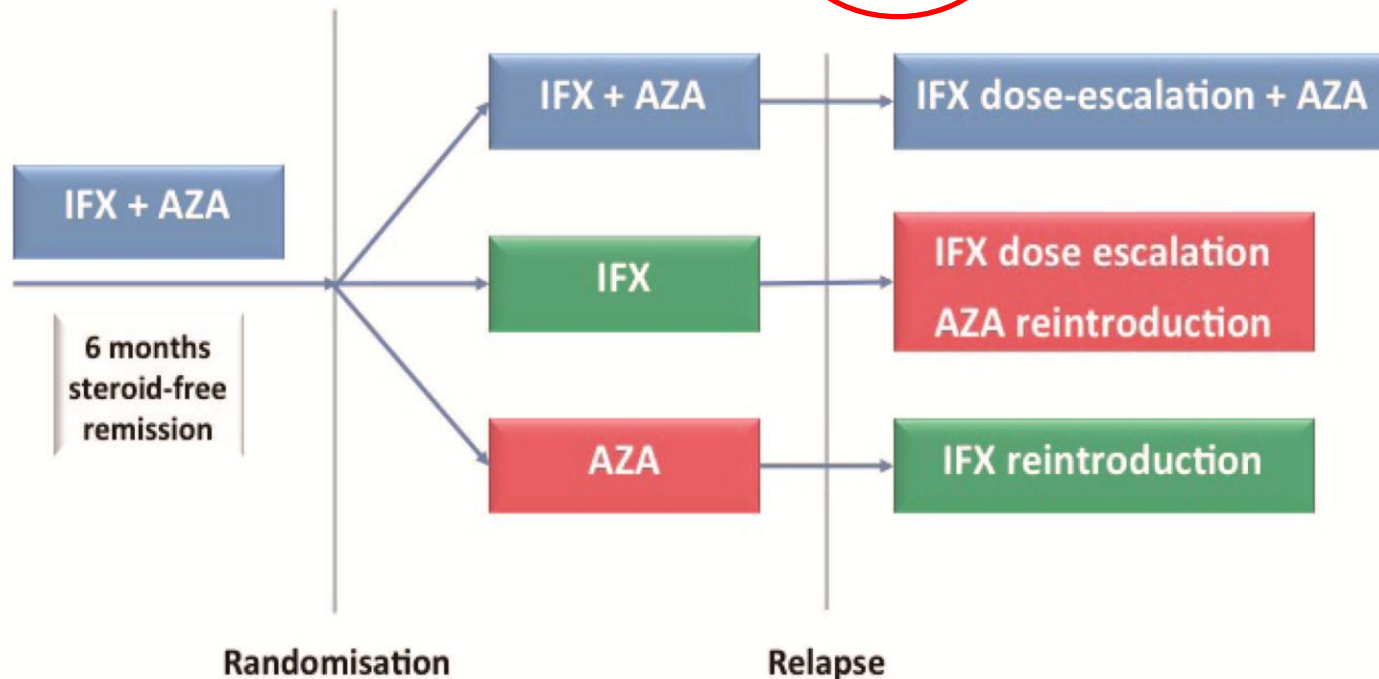 IFX + AZA
6 months
steroid-free
remission
IFX + AZA
IFX
AZA
IFX dose-escalation + AZA
IFX dose escalation
AZA reintroduction
IFX reintroduction
Randomisation
Relapse